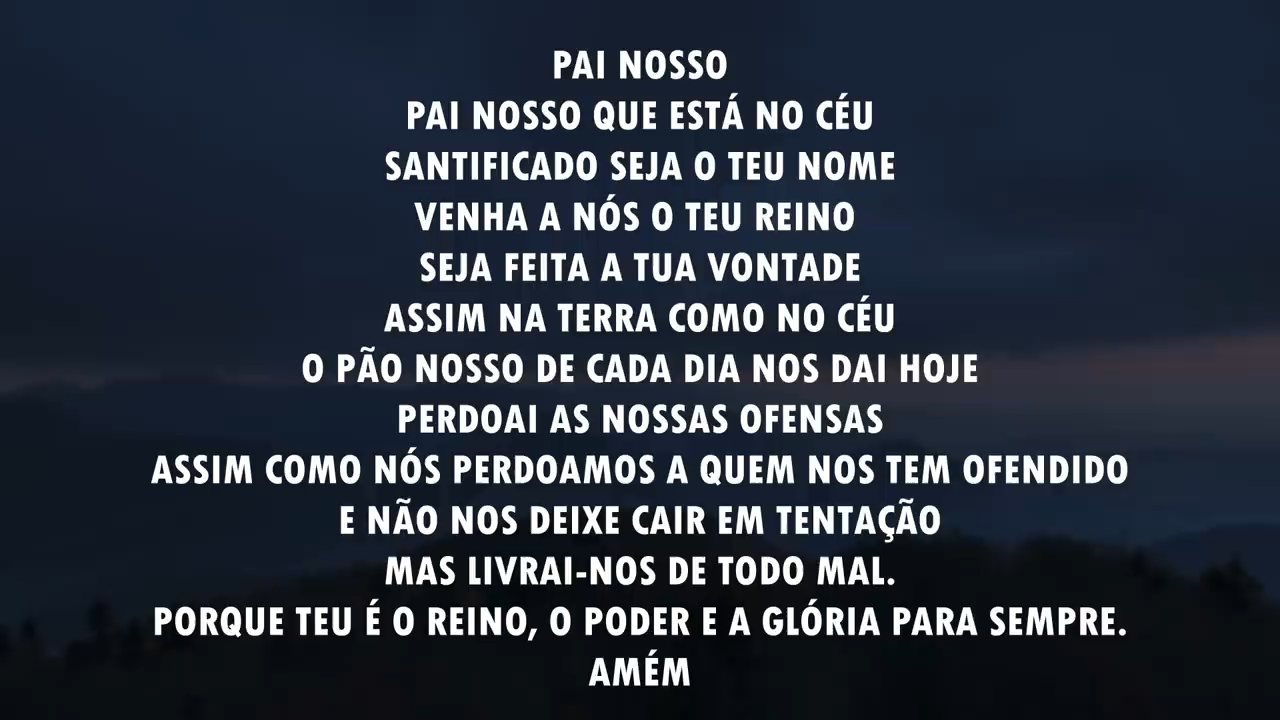 PAI NOSSO
PAI NOSSO QUE ESTÁ NO CÉU
SANTIFICADO SEJA O TEU NOME
VENHA A NÓS O TEU REINO
SEJA FEITA A TUA VONTADE
ASSIM NA TERRA COMO NO CÉU
O PÃO NOSSO DE CADA DIA NOS DAI HOJE
PERDOAI AS NOSSAS OFENSAS
ASSIM COMO NÓS PERDOAMOS A QUEM NOS TEM OFENDIDO
E NÃO NOS DEIXE CAIR EM TENTAÇÃO
MAS LIVRAI-NOS DE TODO MAL.
PORQUE TEU É O REINO, O PODER E A GLÓRIA PARA SEMPRE.
AMÉM